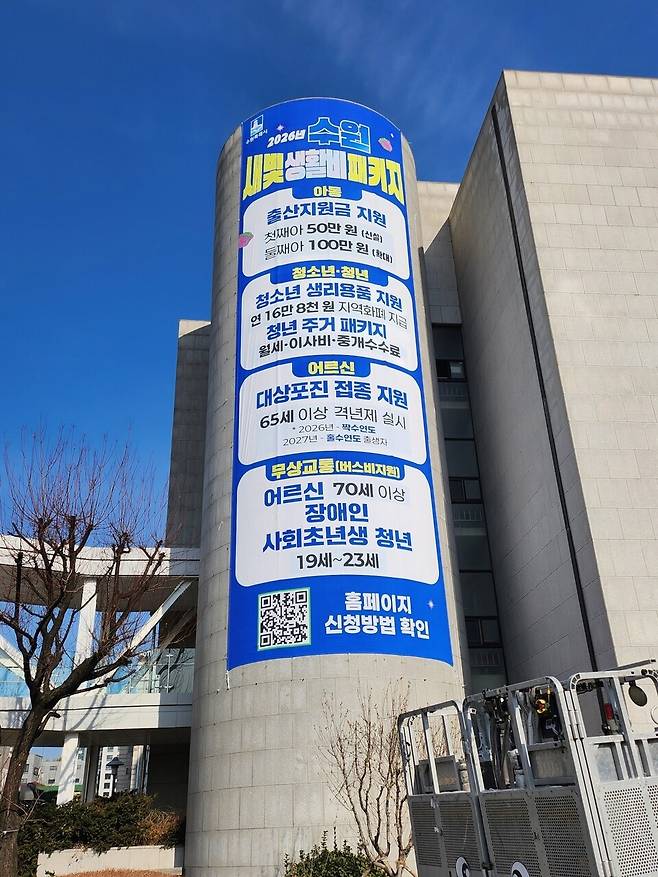 수원특례시
2026년 수원
새빛 생활비 패키지
아동
출산지원금 지원
첫째아 50만 원 (신설)
둘째아 100만 원 (확대)
청소년·청년
청소년 생리용품 지원
연 16만 8천 원 지역화폐 지급
청년 주거 패키지
월세·이사비·중개수수료
어르신
대상포진 접종 지원
65세 이상 격년제 실시
* 2026년 - 짝수연도
2027년 - 홀수연도 출생자
무상교통(버스비지원)
어르신 70세 이상
장애인
사회초년생 청년
19세~23세
홈페이지
신청방법 확인